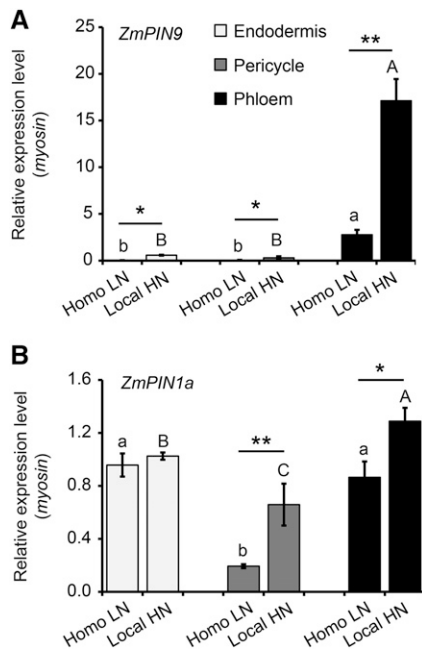 A
ZmPIN9
Endodermis
Pericycle
Phloem
Relative expression level
(myosin)
25
20
15
10
5
0
*
*
**
b
B
b
B
a
A
Homo LN
Local HN
Homo LN
Local HN
Homo LN
Local HN
B
ZmPIN1a
Relative expression level
(myosin)
1.6
1.2
0.8
0.4
0.0
**
*
a
B
b
C
a
A
Homo LN
Local HN
Homo LN
Local HN
Homo LN
Local HN